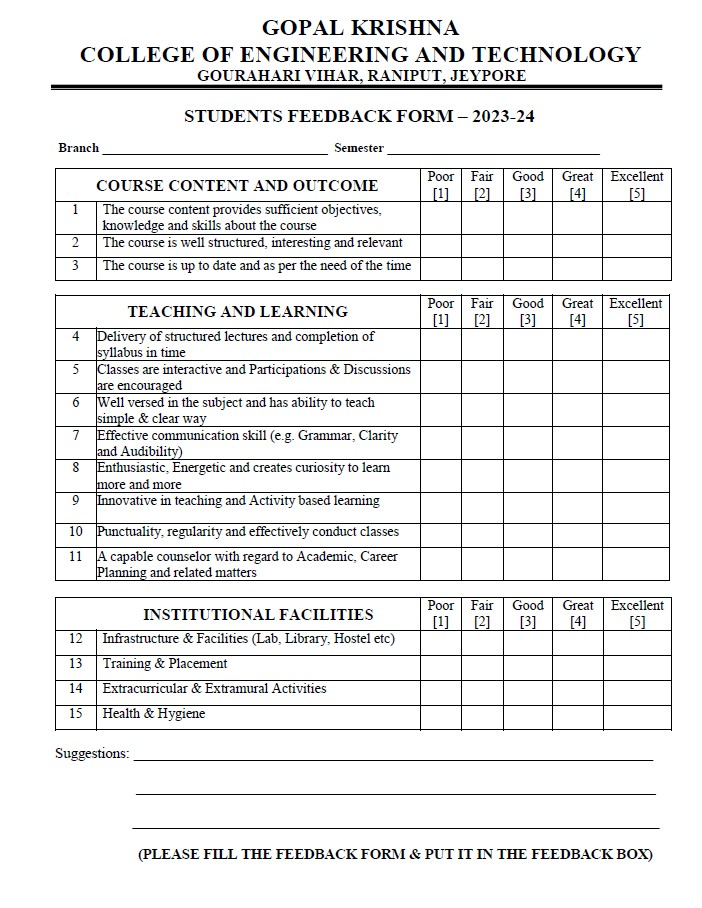 GOPAL KRISHNA
COLLEGE OF ENGINEERING AND TECHNOLOGY
GOURAHARI VIHAR, RANIPUT, JEYPORE
STUDENTS FEEDBACK FORM – 2023-24
Branch Semester
COURSE CONTENT AND OUTCOME Poor Fair Good Great Excellent
[1] [2] [3] [4] [5]
1 The course content provides sufficient objectives,
knowledge and skills about the course
2 The course is well structured, interesting and relevant
3 The course is up to date and as per the need of the time
TEACHING AND LEARNING Poor Fair Good Great Excellent
[1] [2] [3] [4] [5]
4 Delivery of structured lectures and completion of
syllabus in time
5 Classes are interactive and Participations & Discussions
are encouraged
6 Well versed in the subject and has ability to teach
simple & clear way
7 Effective communication skill (e.g. Grammar, Clarity
and Audibility)
8 Enthusiastic, Energetic and creates curiosity to learn
more and more
9 Innovative in teaching and Activity based learning
10 Punctuality, regularity and effectively conduct classes
11 A capable counselor with regard to Academic, Career
Planning and related matters
INSTITUTIONAL FACILITIES Poor Fair Good Great Excellent
[1] [2] [3] [4] [5]
12 Infrastructure & Facilities (Lab, Library, Hostel etc)
13 Training & Placement
14 Extracurricular & Extramural Activities
15 Health & Hygiene
Suggestions:
(PLEASE FILL THE FEEDBACK FORM & PUT IT IN THE FEEDBACK BOX)